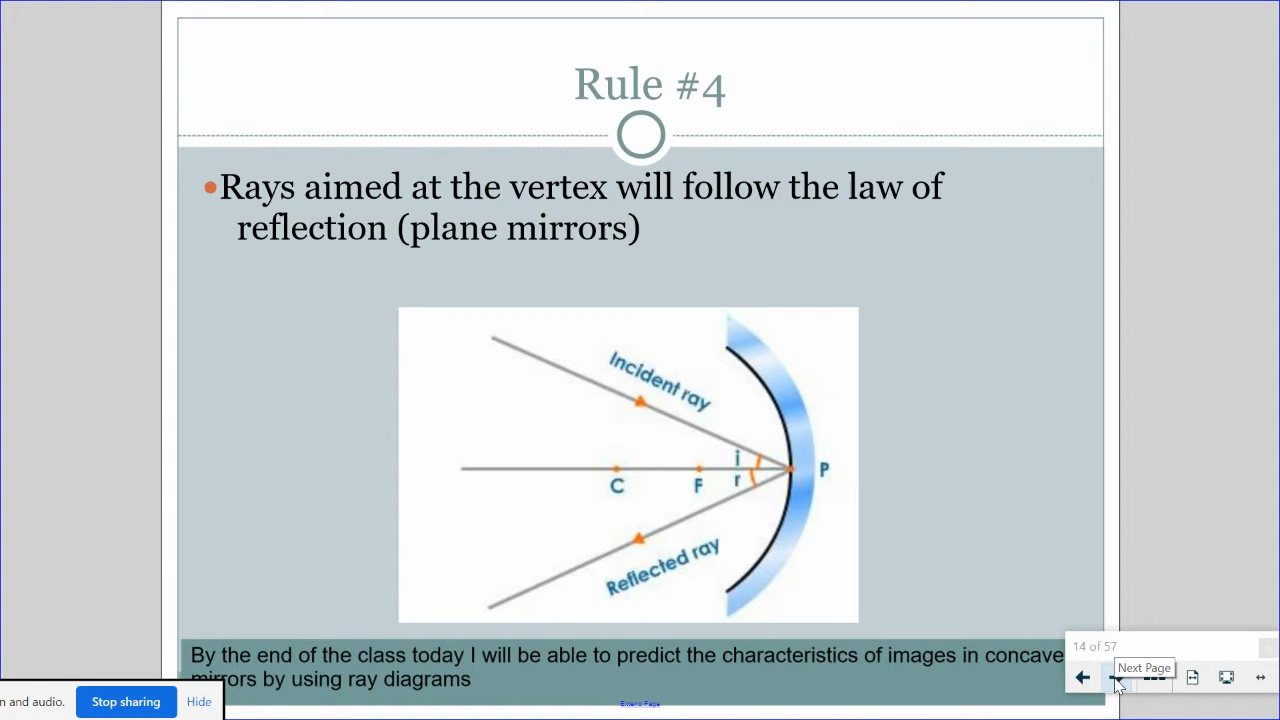 Rule #4
•Rays aimed at the vertex will follow the law of
reflection (plane mirrors)
Incident ray
i
P
C
F
r
Reflected ray
By the end of the class today I will be able to predict the characteristics of images in concave
mirrors by using ray diagrams
14 of 57
Next Page
n and audio.
Stop sharing
Hide
Extend Page